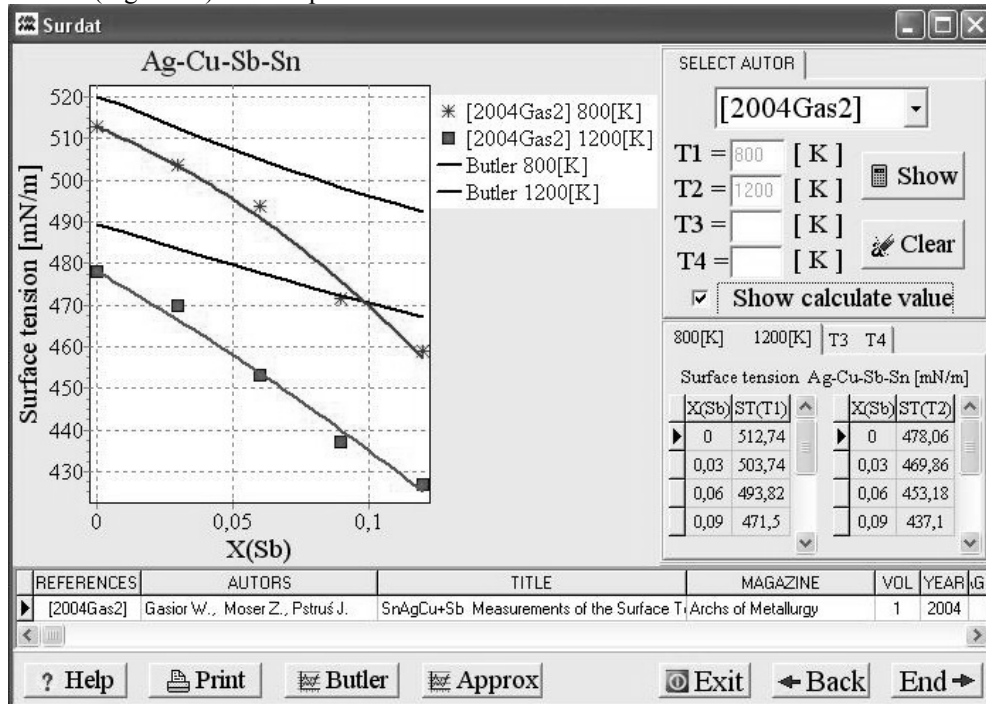 Surdat
Ag-Cu-Sb-Sn
520
510
500
490
480
470
460
450
440
430
0
0,05
0,1
Surface tension [mN/m]
X(Sb)
[2004Gas2] 800[K]
[2004Gas2] 1200[K]
Butler 800[K]
Butler 1200[K]
SELECT AUTOR
[2004Gas2]
T1 = 800 [ K ]
T2 = 1200 [ K ]
T3 = [ K ]
T4 = [ K ]
Show
Clear
Show calculate value
800[K] 1200[K] T3 T4
Surface tension Ag-Cu-Sb-Sn [mN/m]
X(Sb) ST(T1) X(Sb) ST(T2)
0 512,74 0 478,06
0,03 503,74 0,03 469,86
0,06 493,82 0,06 453,18
0,09 471,5 0,09 437,1
REFERENCES AUTORS TITLE MAGAZINE VOL YEAR
[2004Gas2] Gasior W., Moser Z., Pstruś J. SnAgCu+Sb Measurements of the Surface Archs of Metallurgy 1 2004
? Help Print Butler Approx Exit Back End